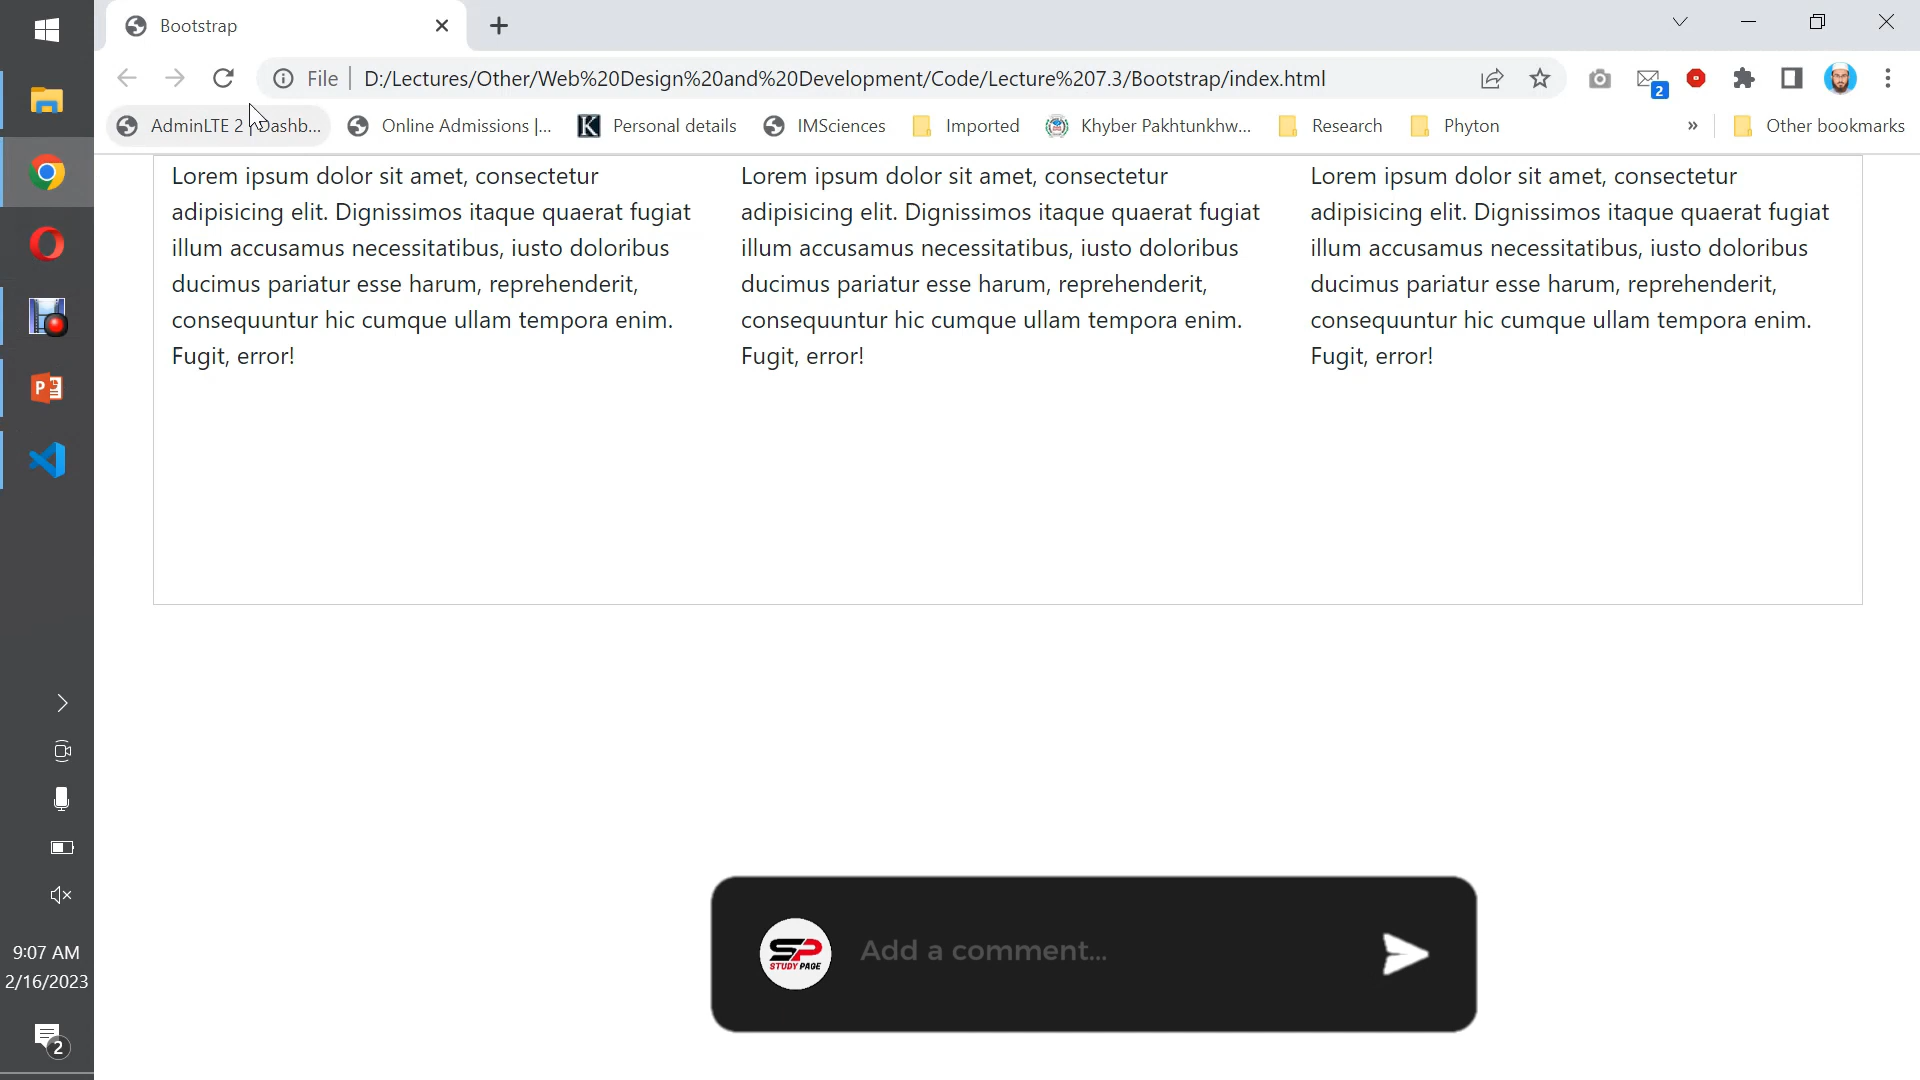 Bootstrap
File
D:/Lectures/Other/Web%20Design%20and%20Development/Code/Lecture%207.3/Bootstrap/index.html
2
AdminLTE 2 | Dashb...
Online Admissions |...
K
Personal details
IMSciences
Imported
Khyber Pakhtunkhw...
Research
Phyton
»
Other bookmarks
Lorem ipsum dolor sit amet, consectetur
adipisicing elit. Dignissimos itaque quaerat fugiat
illum accusamus necessitatibus, iusto doloribus
ducimus pariatur esse harum, reprehenderit,
consequuntur hic cumque ullam tempora enim.
Fugit, error!
Lorem ipsum dolor sit amet, consectetur
adipisicing elit. Dignissimos itaque quaerat fugiat
illum accusamus necessitatibus, iusto doloribus
ducimus pariatur esse harum, reprehenderit,
consequuntur hic cumque ullam tempora enim.
Fugit, error!
Lorem ipsum dolor sit amet, consectetur
adipisicing elit. Dignissimos itaque quaerat fugiat
illum accusamus necessitatibus, iusto doloribus
ducimus pariatur esse harum, reprehenderit,
consequuntur hic cumque ullam tempora enim.
Fugit, error!
SP
STUDY PAGE
Add a comment...
P
9:07 AM
2/16/2023
2